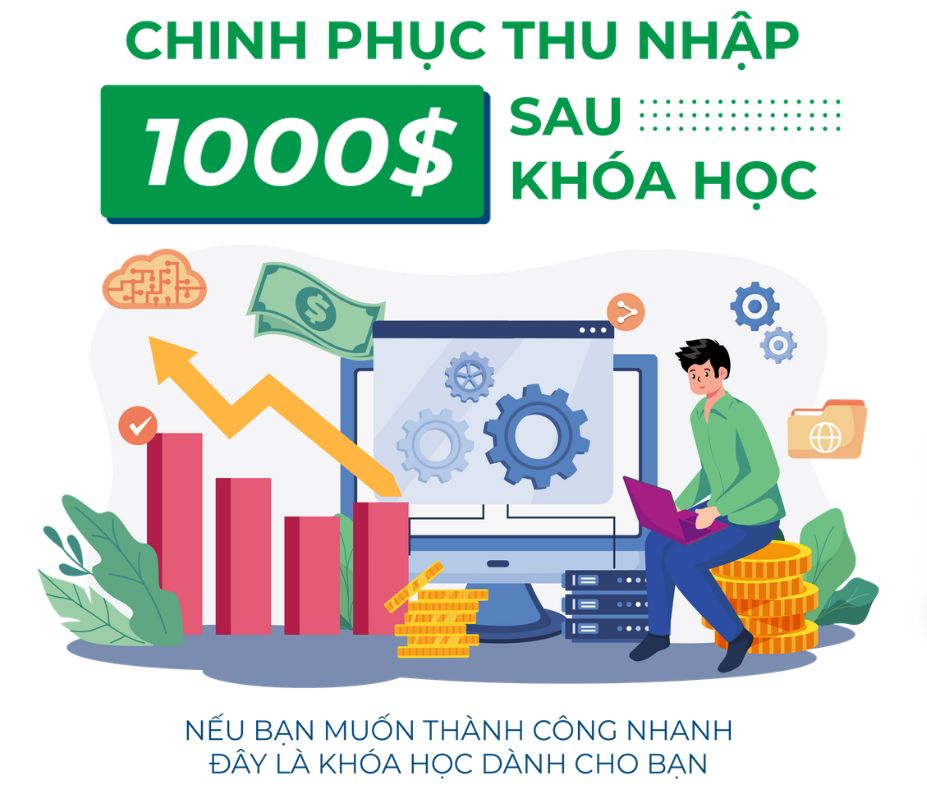 CHINH PHỤC THU NHẬP
1000$
SAU
KHÓA HỌC
NẾU BẠN MUỐN THÀNH CÔNG NHANH
ĐÂY LÀ KHÓA HỌC DÀNH CHO BẠN